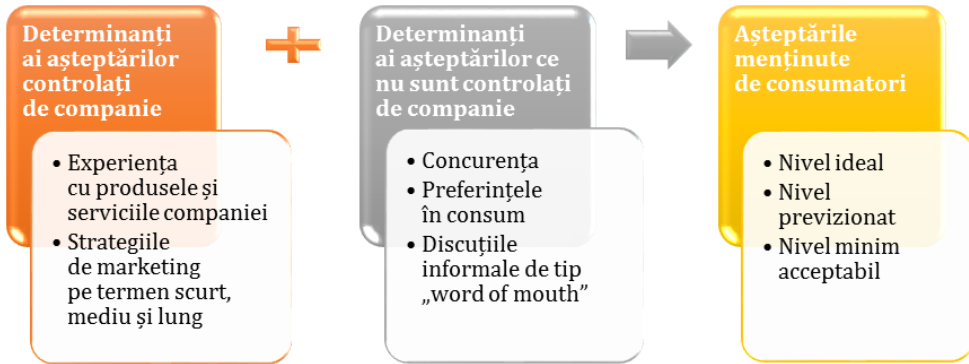 Determinanți
ai așteptărilor
controlați
de companie
• Experiența
cu produsele și
serviciile companiei
• Strategiile
de marketing
pe termen scurt,
mediu și lung
Determinanți
ai așteptărilor ce
nu sunt controlați
de companie
• Concurența
• Preferințele
în consum
• Discuțiile
informale de tip
„word of mouth”
Așteptările
menținute
de consumatori
• Nivel ideal
• Nivel
previzionat
• Nivel minim
acceptabil